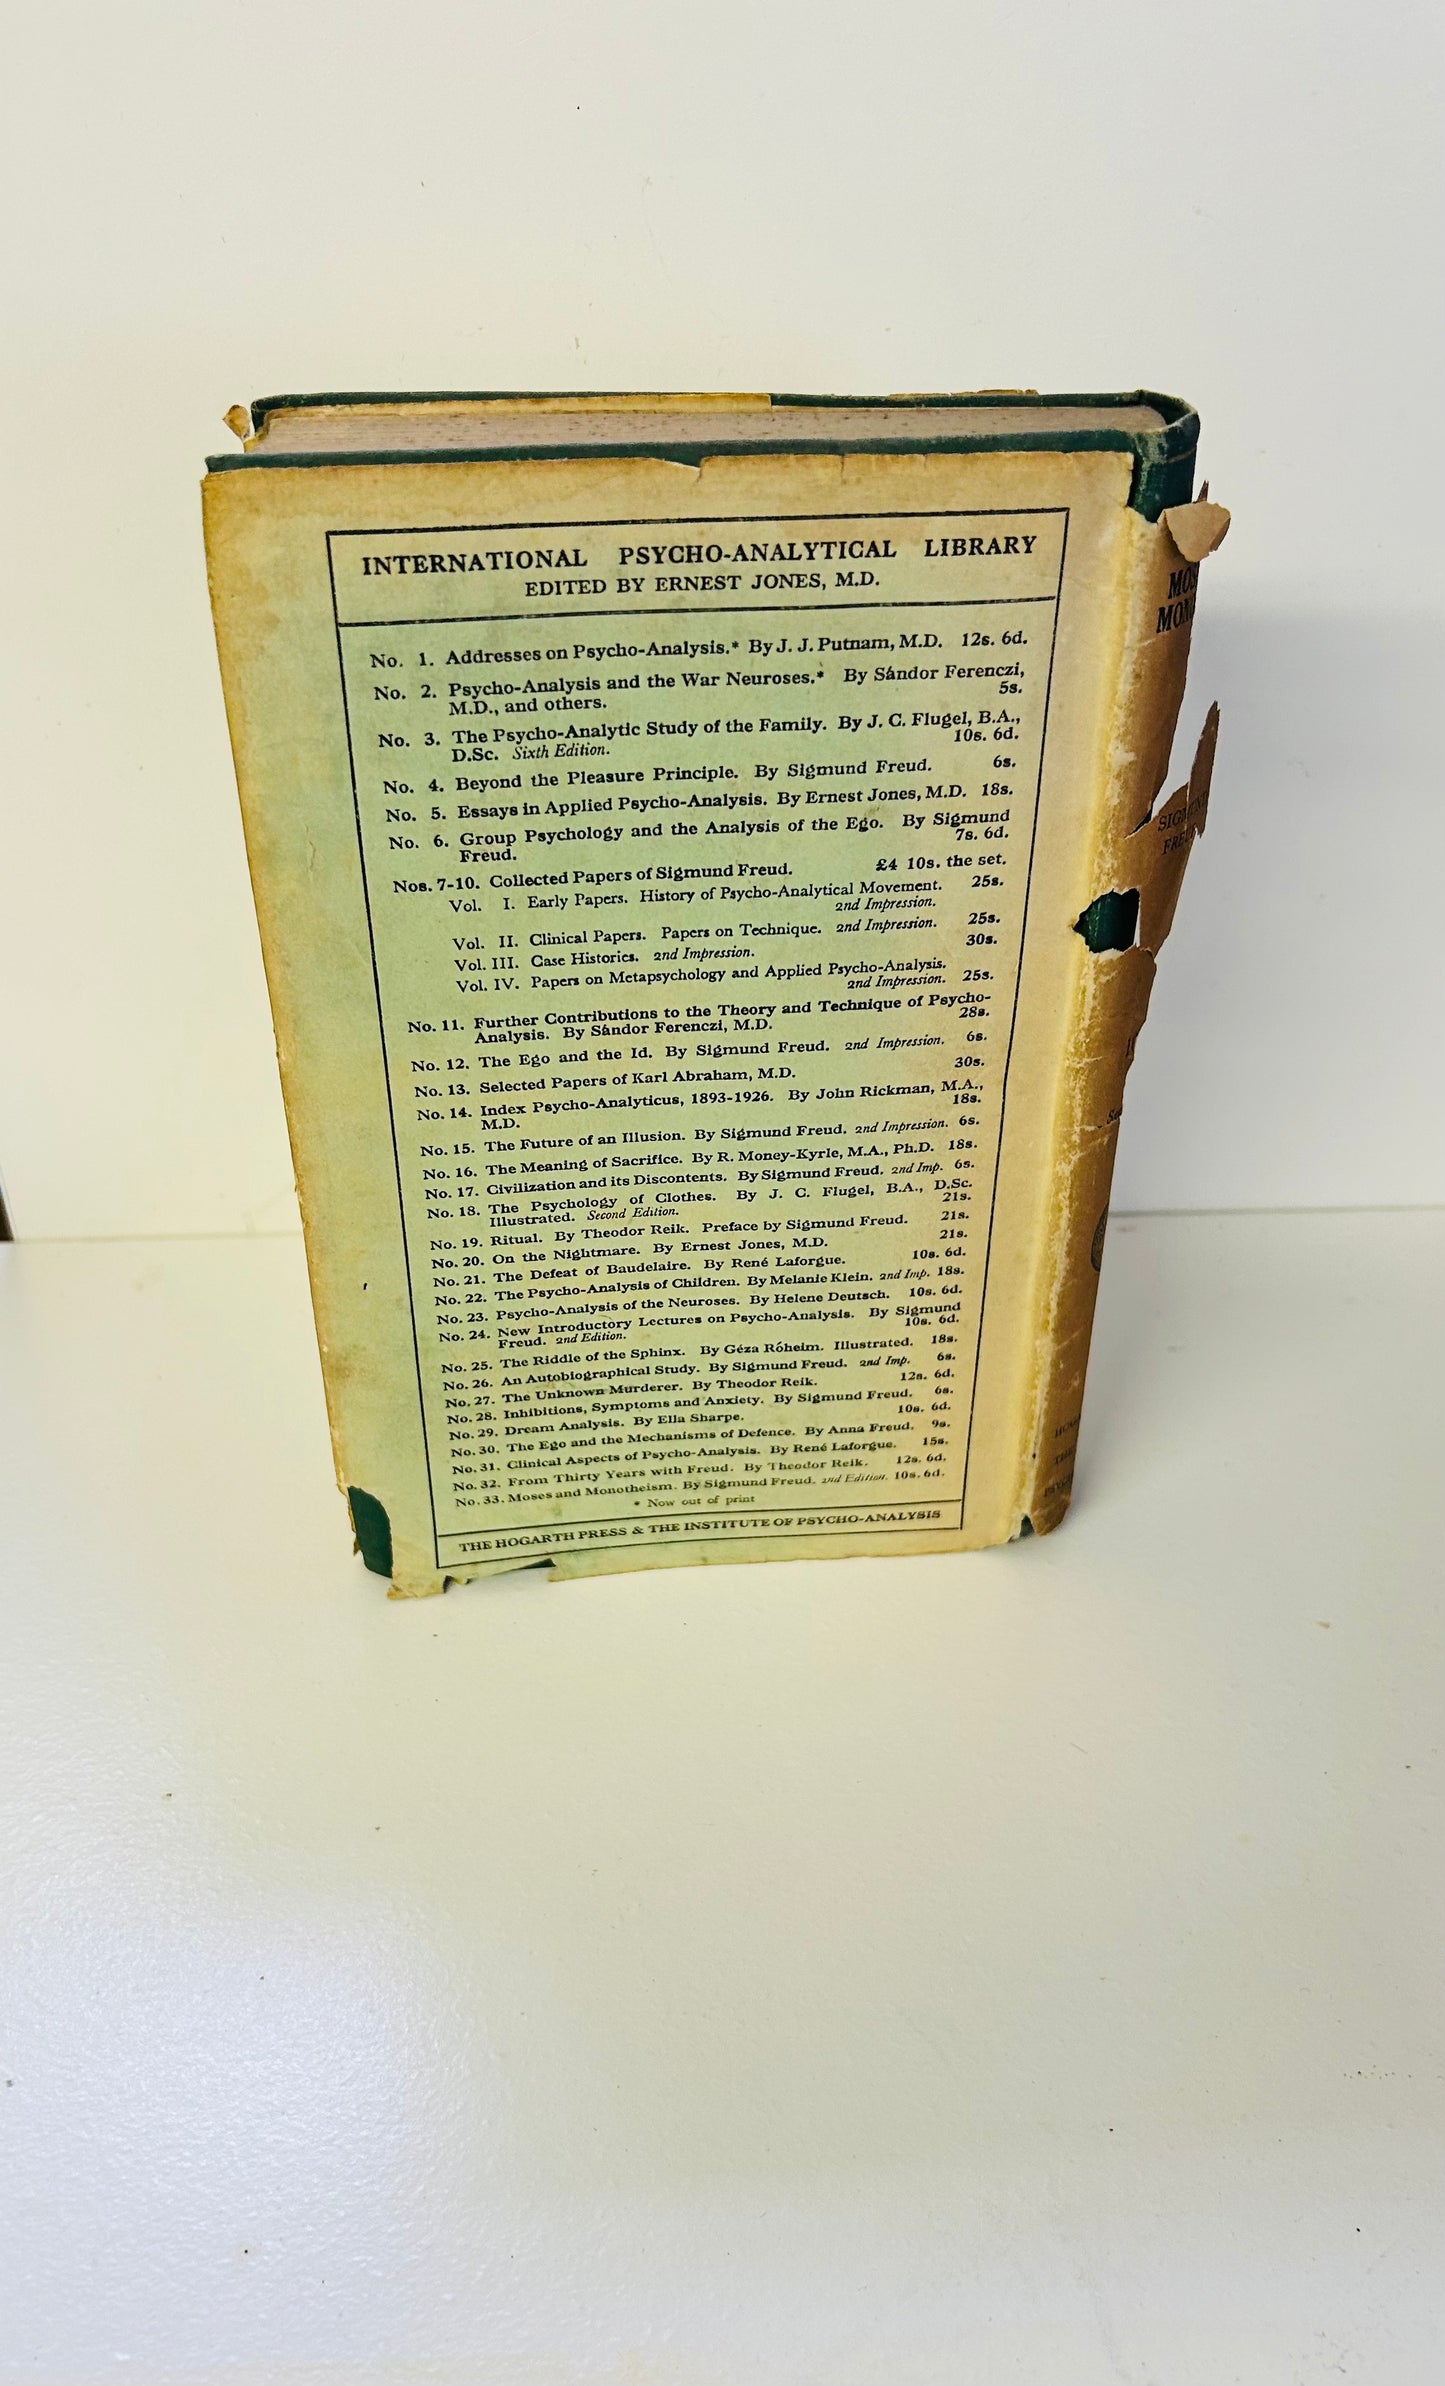 INTERNATIONAL PSYCHO-ANALYTICAL LIBRARY
EDITED BY ERNEST JONES, M.D.
No. 1. Addresses on Psycho-Analysis.* By J. J. Putnam, M.D. 12s. 6d.
No. 2. Psycho-Analysis and the War Neuroses.* By Sándor Ferenczi,
M.D., and others. 5s.
No. 3. The Psycho-Analytic Study of the Family. By J. C. Flugel, B.A.,
D.Sc. Sixth Edition. 10s. 6d.
No. 4. Beyond the Pleasure Principle. By Sigmund Freud. 6s.
No. 5. Essays in Applied Psycho-Analysis. By Ernest Jones, M.D. 18s.
No. 6. Group Psychology and the Analysis of the Ego. By Sigmund
Freud. 7s. 6d.
Nos. 7-10. Collected Papers of Sigmund Freud. £4 10s. the set.
Vol. I. Early Papers. History of Psycho-Analytical Movement. 25s.
2nd Impression.
Vol. II. Clinical Papers. Papers on Technique. 2nd Impression. 25s.
Vol. III. Case Histories. 2nd Impression. 30s.
Vol. IV. Papers on Metapsychology and Applied Psycho-Analysis.
2nd Impression. 25s.
No. 11. Further Contributions to the Theory and Technique of Psycho-
Analysis. By Sándor Ferenczi, M.D. 28s.
No. 12. The Ego and the Id. By Sigmund Freud. 2nd Impression. 6s.
No. 13. Selected Papers of Karl Abraham, M.D. 30s.
No. 14. Index Psycho-Analyticus, 1893-1926. By John Rickman, M.A.,
M.D. 18s.
No. 15. The Future of an Illusion. By Sigmund Freud. 2nd Impression. 6s.
No. 16. The Meaning of Sacrifice. By R. Money-Kyrle, M.A., Ph.D. 18s.
No. 17. Civilization and its Discontents. By Sigmund Freud. 2nd Imp. 6s.
No. 18. The Psychology of Clothes. By J. C. Flugel, B.A., D.Sc.
Illustrated. Second Edition. 21s.
No. 19. Ritual. By Theodor Reik. Preface by Sigmund Freud. 21s.
No. 20. On the Nightmare. By Ernest Jones, M.D. 21s.
No. 21. The Defeat of Baudelaire. By René Laforgue. 10s. 6d.
No. 22. The Psycho-Analysis of Children. By Melanie Klein. 2nd Imp. 18s.
No. 23. Psycho-Analysis of the Neuroses. By Helene Deutsch. 10s. 6d.
No. 24. New Introductory Lectures on Psycho-Analysis. By Sigmund
Freud. 2nd Edition. 10s. 6d.
No. 25. The Riddle of the Sphinx. By Géza Róheim. Illustrated. 18s.
No. 26. An Autobiographical Study. By Sigmund Freud. 2nd Imp. 6s.
No. 27. The Unknown Murderer. By Theodor Reik. 12s. 6d.
No. 28. Inhibitions, Symptoms and Anxiety. By Sigmund Freud. 6s.
No. 29. Dream Analysis. By Ella Sharpe. 10s. 6d.
No. 30. The Ego and the Mechanisms of Defence. By Anna Freud. 9s.
No. 31. Clinical Aspects of Psycho-Analysis. By René Laforgue. 15s.
No. 32. From Thirty Years with Freud. By Theodor Reik. 12s. 6d.
No. 33. Moses and Monotheism. By Sigmund Freud. 2nd Edition. 10s. 6d.
* Now out of print
THE HOGARTH PRESS & THE INSTITUTE OF PSYCHO-ANALYSIS